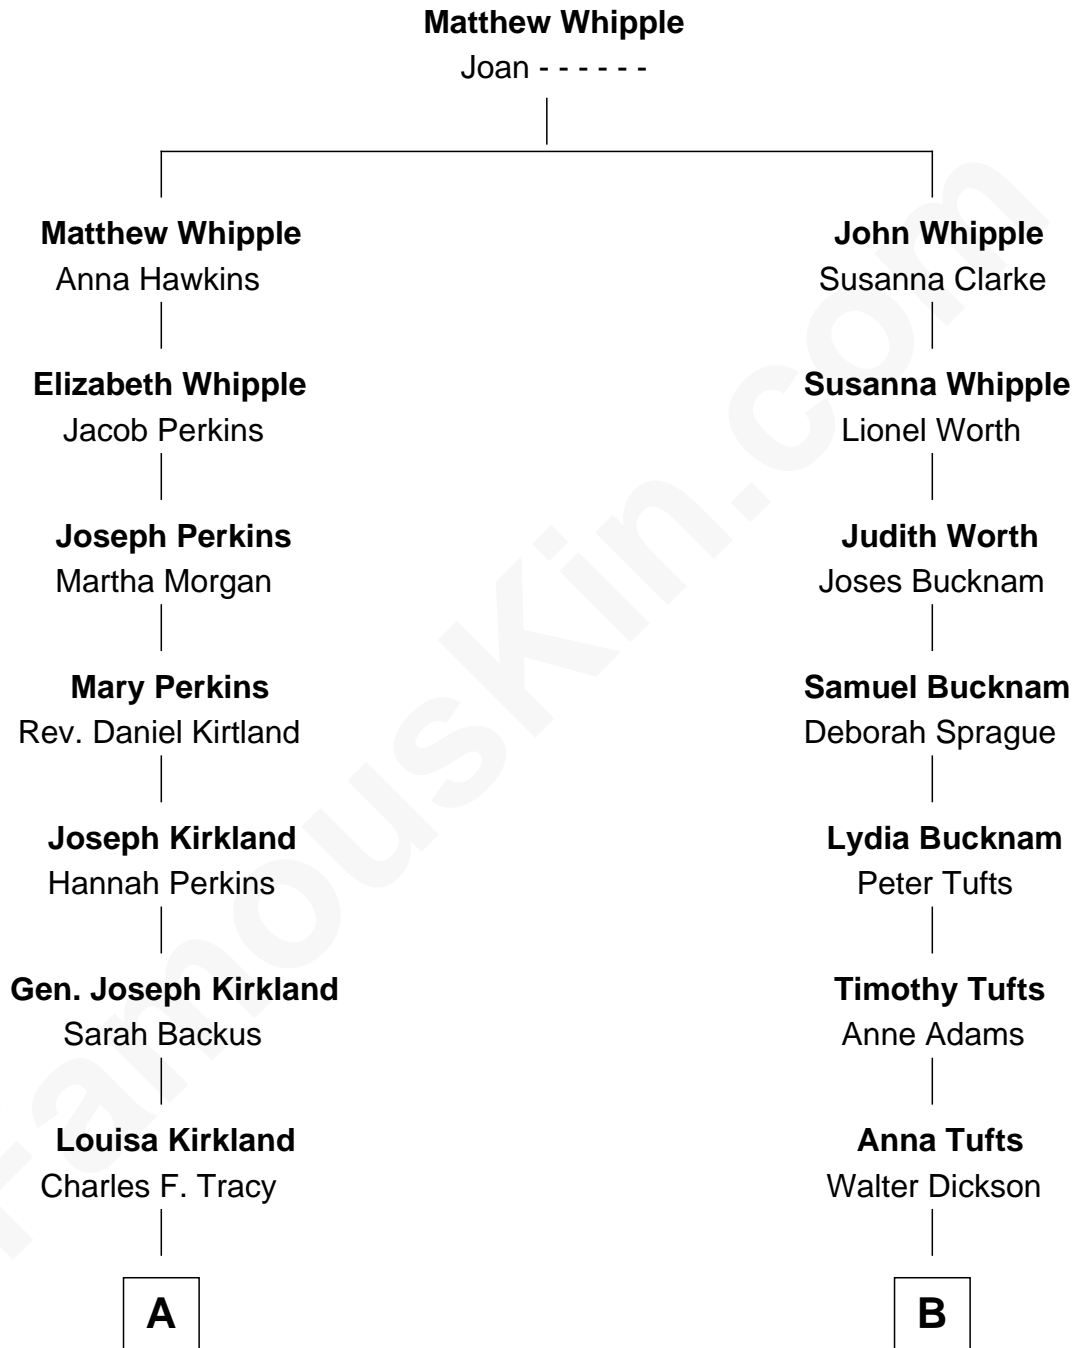 Matthew Whipple
Joan - - - - - -
Matthew Whipple
Anna Hawkins
John Whipple
Susanna Clarke
Elizabeth Whipple
Jacob Perkins
Susanna Whipple
Lionel Worth
Joseph Perkins
Martha Morgan
Judith Worth
Joses Bucknam
Mary Perkins
Rev. Daniel Kirtland
Samuel Bucknam
Deborah Sprague
Joseph Kirkland
Hannah Perkins
Lydia Bucknam
Peter Tufts
Gen. Joseph Kirkland
Sarah Backus
Timothy Tufts
Anne Adams
Louisa Kirkland
Charles F. Tracy
Anna Tufts
Walter Dickson
A
B
FamousKin.com